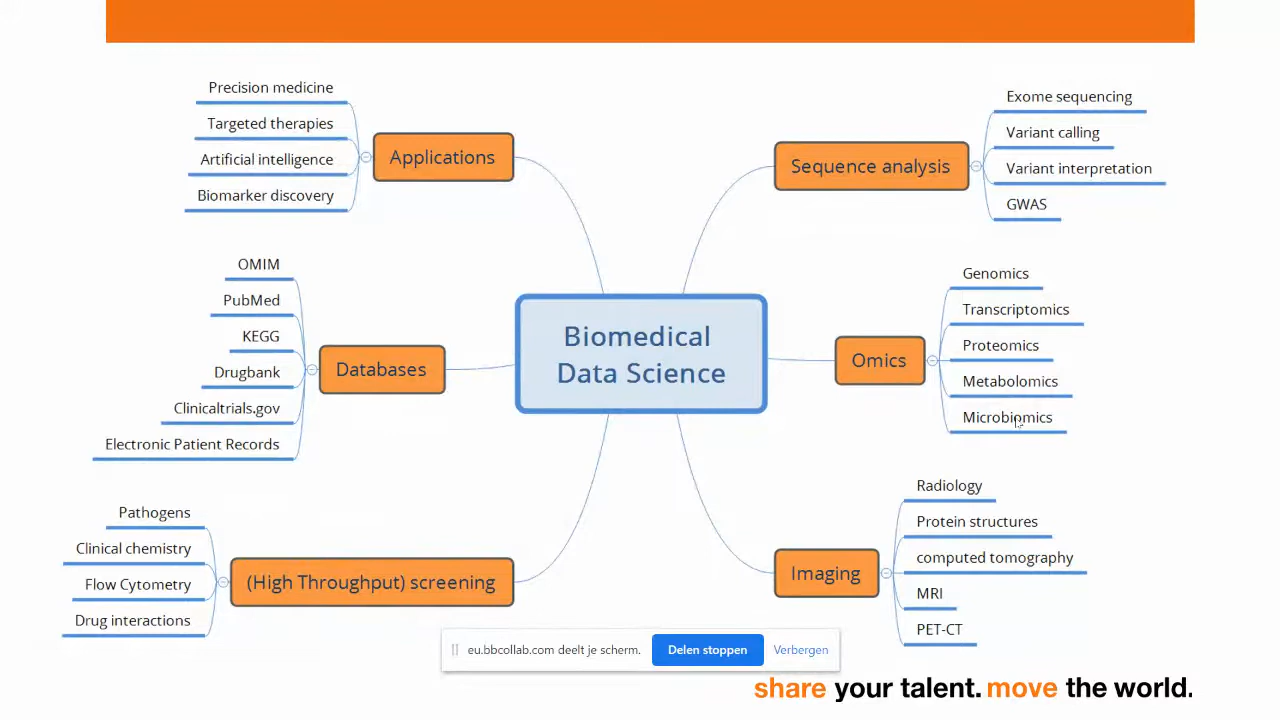 Precision medicine
Targeted therapies
Artificial intelligence
Biomarker discovery
Applications
OMIM
PubMed
KEGG
Drugbank
Clinicaltrials.gov
Electronic Patient Records
Databases
Pathogens
Clinical chemistry
Flow Cytometry
Drug interactions
(High Throughput) screening
Biomedical
Data Science
Sequence analysis
Exome sequencing
Variant calling
Variant interpretation
GWAS
Omics
Genomics
Transcriptomics
Proteomics
Metabolomics
Microbiomics
Imaging
Radiology
Protein structures
computed tomography
MRI
PET-CT
eu.bbcollab.com deelt je scherm. Delen stoppen Verbergen
share your talent. move the world.